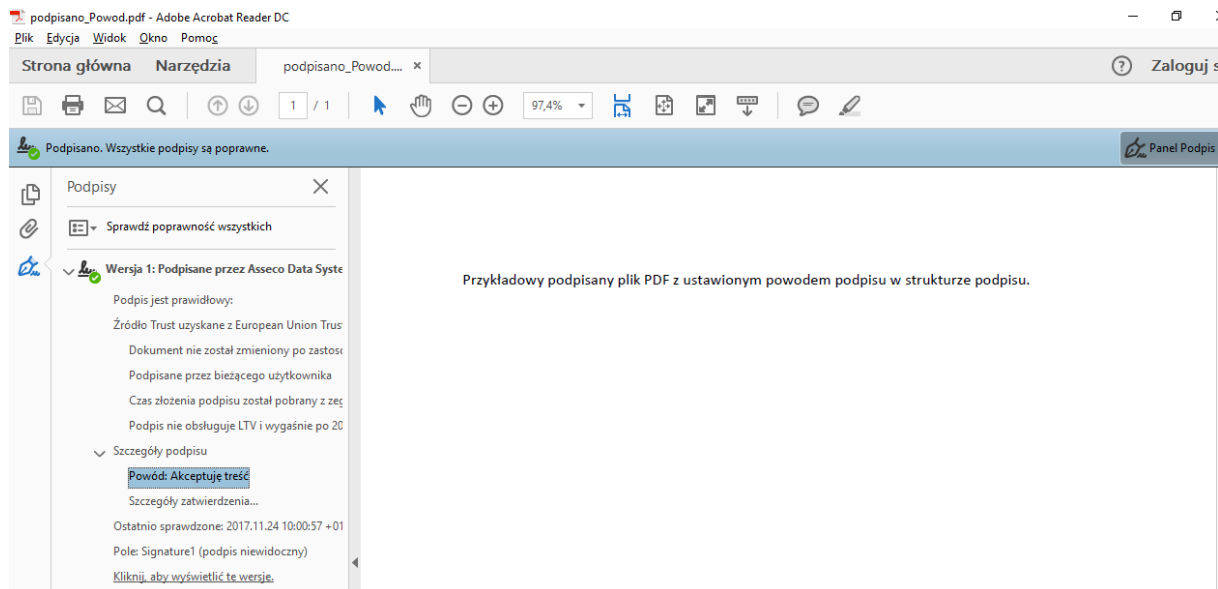 podpisano_Powod.pdf - Adobe Acrobat Reader DC
Plik Edycja Widok Okno Pomoc
Strona główna Narzędzia podpisano_Powod.... × ? Zaloguj s
1 / 1 97,4%
Podpisano. Wszystkie podpisy są poprawne. Panel Podpis
Podpisy
Sprawdź poprawność wszystkich
Wersja 1: Podpisane przez Asseco Data Syste
Podpis jest prawidłowy:
Źródło Trust uzyskane z European Union Trus
Dokument nie został zmieniony po zastoso
Podpisane przez bieżącego użytkownika
Czas złożenia podpisu został pobrany z zeg
Podpis nie obsługuje LTV i wygaśnie po 20
Szczegóły podpisu
Powód: Akceptuję treść
Szczegóły zatwierdzenia...
Ostatnio sprawdzone: 2017.11.24 10:00:57 +01
Pole: Signature1 (podpis niewidoczny)
Kliknij, aby wyświetlić te wersje.
Przykładowy podpisany plik PDF z ustawionym powodem podpisu w strukturze podpisu.